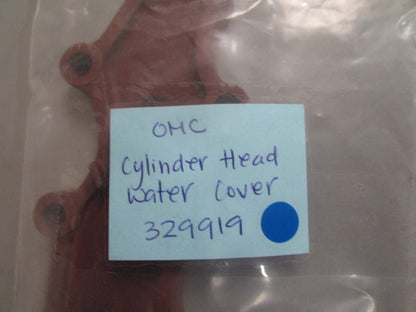 OMC
Cylinder Head
Water Cover
329919